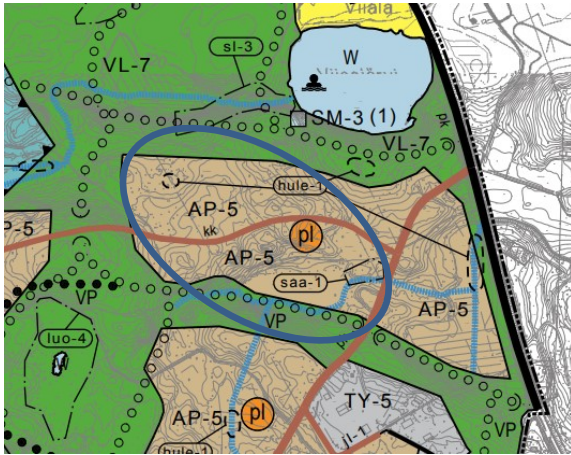 Viiala
sl-3
VL-7
W
SM-3 (1)
pk
VL-7
hule-1
AP-5
P-5
kk
pl
AP-5
saa-1
AP-5
VP
luo-4
AP-5
pl
TY-5
hule-1
jl-1
VP